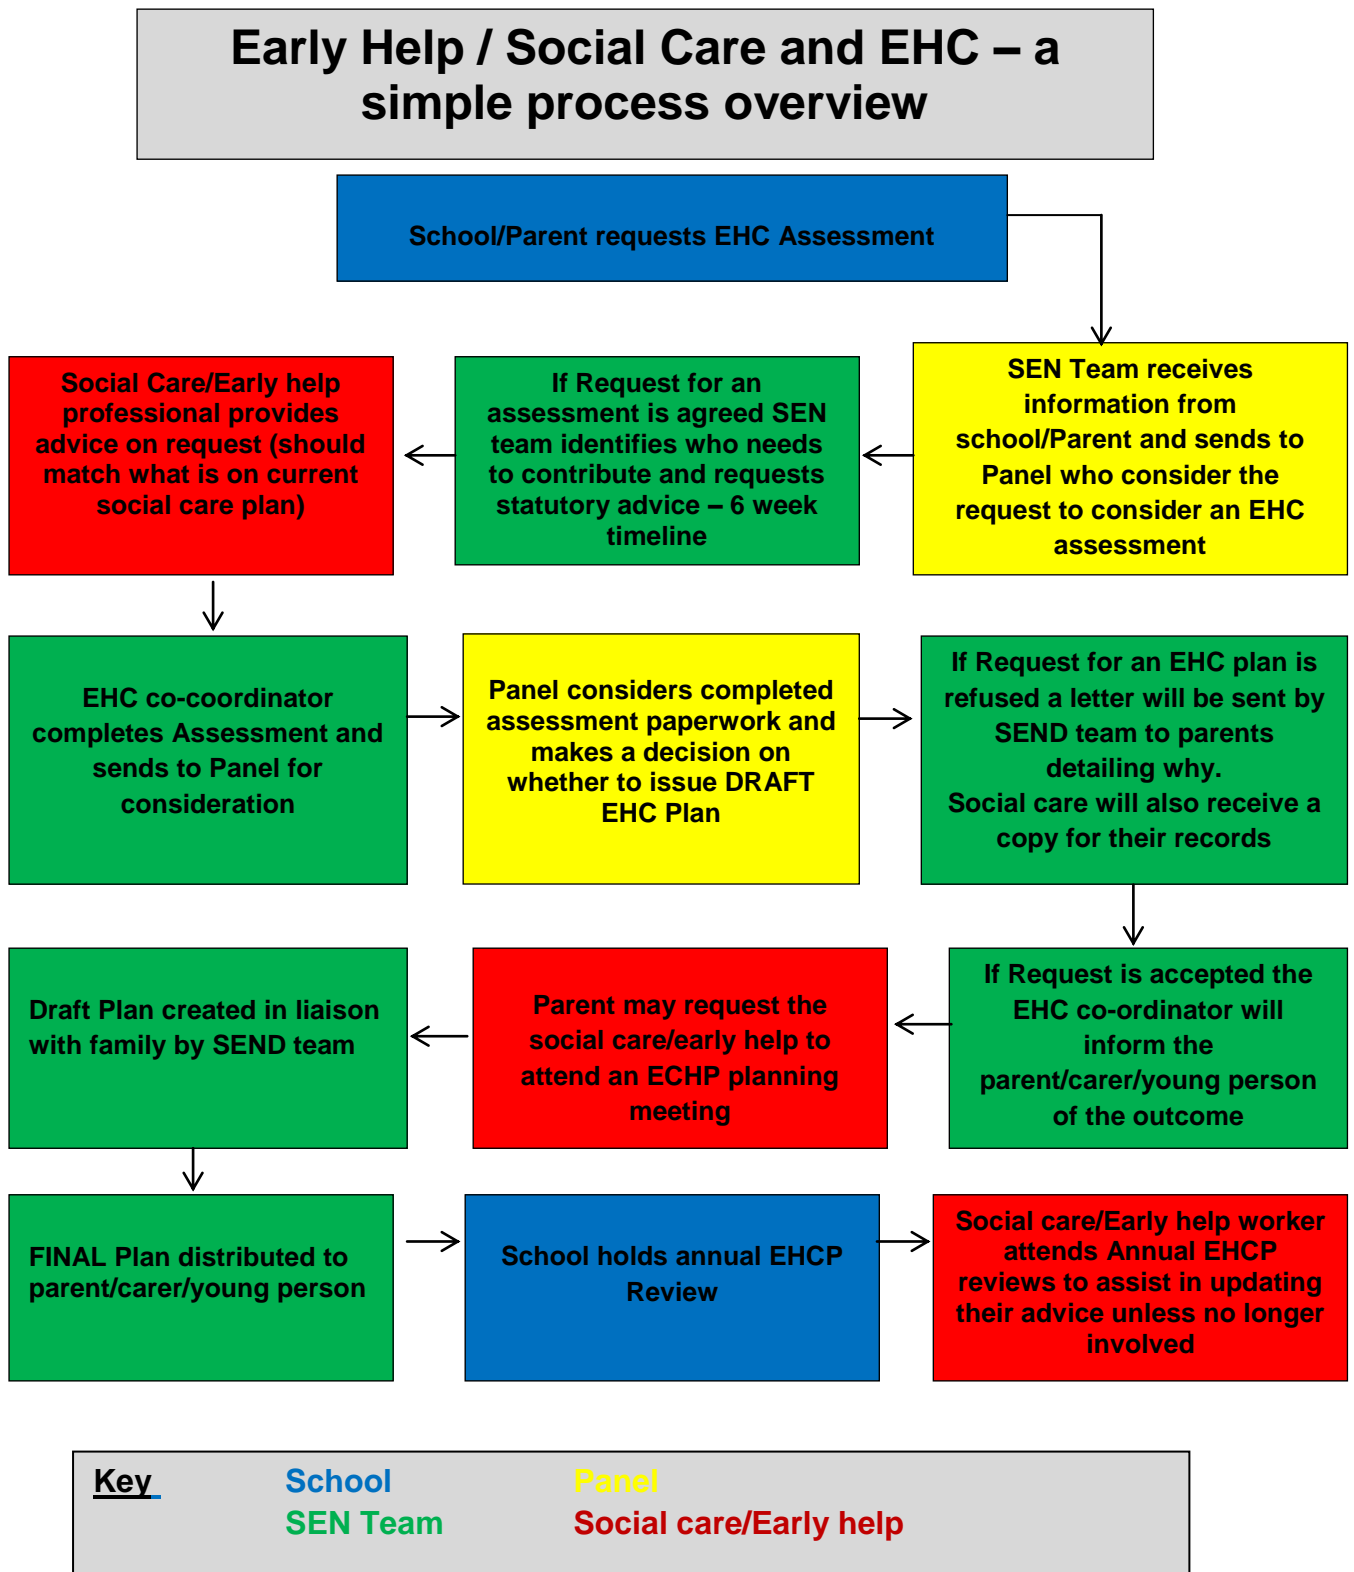 Early Help / Social Care and EHC – a
simple process overview
School/Parent requests EHC Assessment
SEN Team receives
information from
school/Parent and sends to
Panel who consider the
request to consider an EHC
assessment
If Request for an
assessment is agreed SEN
team identifies who needs
to contribute and requests
statutory advice – 6 week
timeline
Social Care/Early help
professional provides
advice on request (should
match what is on current
social care plan)
EHC co-coordinator
completes Assessment and
sends to Panel for
consideration
Panel considers completed
assessment paperwork and
makes a decision on
whether to issue DRAFT
EHC Plan
If Request for an EHC plan is
refused a letter will be sent by
SEND team to parents
detailing why.
Social care will also receive a
copy for their records
If Request is accepted the
EHC co-ordinator will
inform the
parent/carer/young person
of the outcome
Parent may request the
social care/early help to
attend an ECHP planning
meeting
Draft Plan created in liaison
with family by SEND team
FINAL Plan distributed to
parent/carer/young person
School holds annual EHCP
Review
Social care/Early help worker
attends Annual EHCP
reviews to assist in updating
their advice unless no longer
involved
Key School Panel
SEN Team Social care/Early help